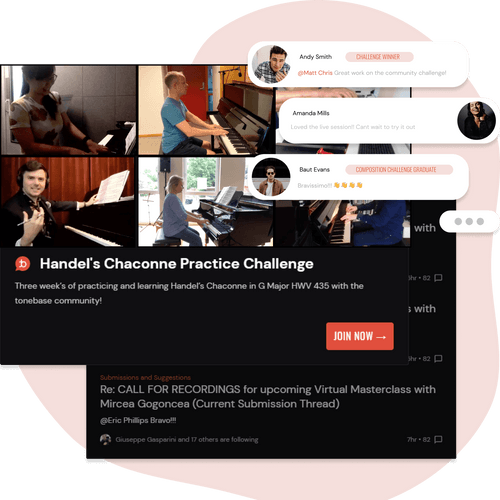 Andy Smith
CHALLENGE WINNER
@Matt Chris Great work on the community challenge!
Amanda Mills
Loved the live session! Cant wait to try it out
Baut Evans
COMPOSITION CHALLENGE GRADUATE
Bravissimo!! 👏👏👏👏
with
Handel's Chaconne Practice Challenge
7hr • 82
Three week's of practicing and learning Handel's Chaconne in G Major HWV 435 with the
tonebase community!
with
JOIN NOW →
• 82
Submissions and Suggestions
Re: CALL FOR RECORDINGS for upcoming Virtual Masterclass with
Mircea Gogoncea (Current Submission Thread)
@Eric Phillips Bravo!!!
Giuseppe Gasparini and 17 others are following
7hr • 82